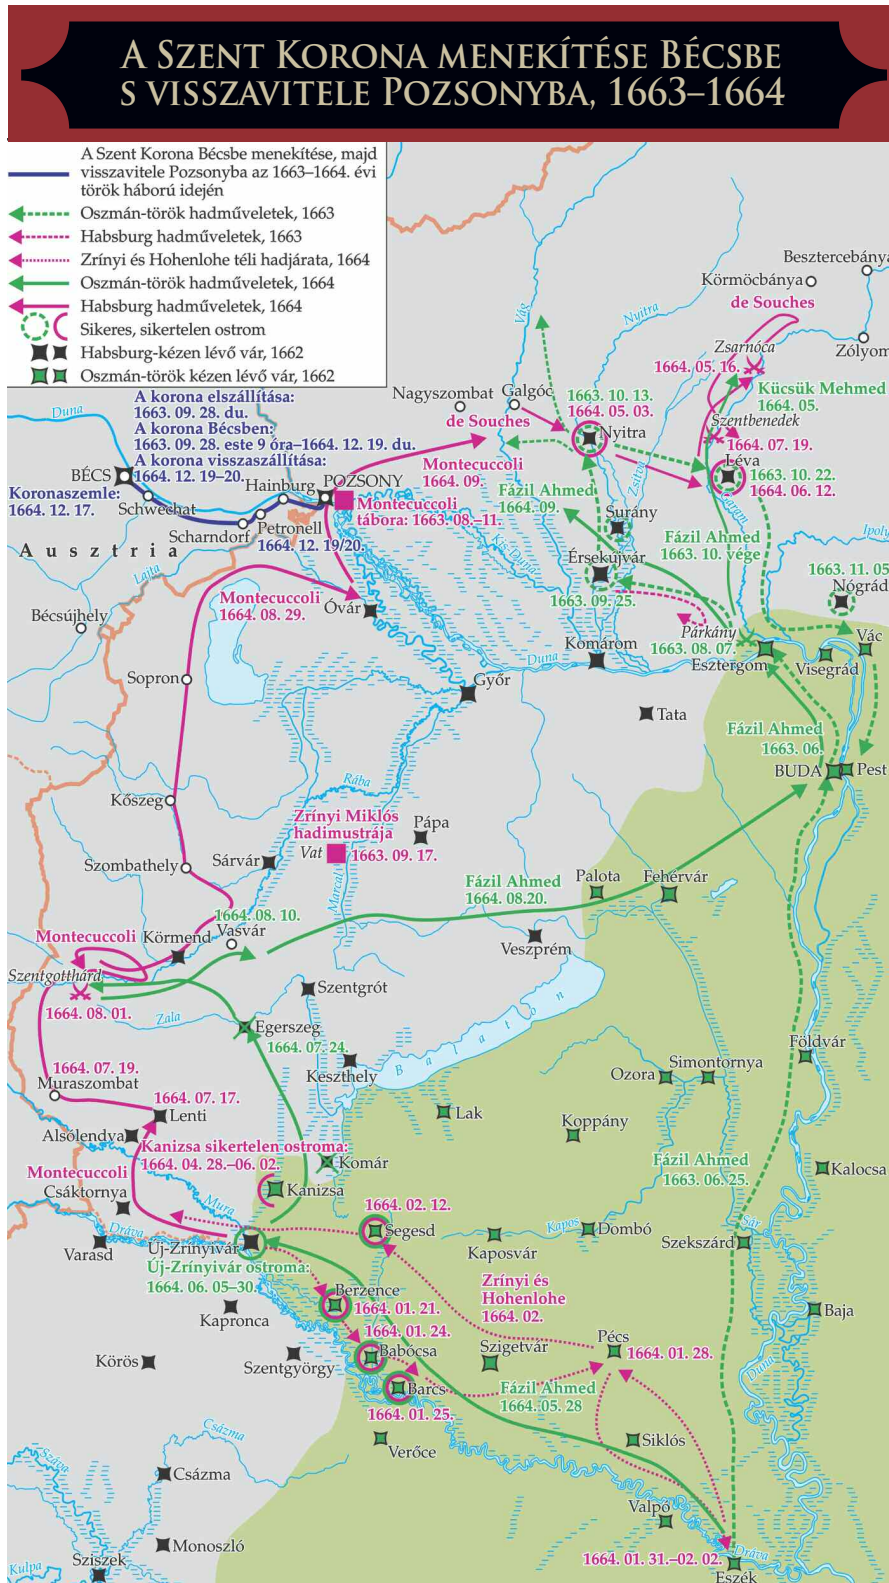 A Szent Korona menekítése Bécsbe
s visszavitele Pozsonyba, 1663–1664
A Szent Korona Bécsbe menekítése, majd
visszavitele Pozsonyba az 1663–1664. évi
török háború idején
Oszmán-török hadműveletek, 1663
Habsburg hadműveletek, 1663
Zrínyi és Hohenlohe téli hadjárata, 1664
Oszmán-török hadműveletek, 1664
Habsburg hadműveletek, 1664
Sikeres, sikertelen ostrom
Habsburg-kézen lévő vár, 1662
Oszmán-török kézen lévő vár, 1662
Besztercebánya
Körmöcbánya
de Souches
Vág
Nyitra
Zsarnóca
Zólyom
1664. 05. 16.
Kücsük Mehmed
1664. 05.
Duna
A korona elszállítása:
1663. 09. 28. du.
A korona Bécsben:
1663. 09. 28. este 9 óra–1664. 12. 19. du.
A korona visszaszállítása:
1664. 12. 19–20.
Nagyszombat
Galgóc
de Souches
1663. 10. 13.
1664. 05. 03.
Nyitra
Szentbenedek
1664. 07. 19.
Léva
1663. 10. 22.
1664. 06. 12.
BÉCS
Koronaszemle:
1664. 12. 17.
Schwechat
Hainburg
POZSONY
Montecuccoli
1664. 09.
Montecuccoli
tábora: 1663. 08.–11.
Fázil Ahmed
1664. 09.
Zsitva
Garam
Scharndorf
Petronell
1664. 12. 19/20.
Surány
Kis-Duna
Fázil Ahmed
1663. 10. vége
Ipoly
Ausztria
Lajta
Érsekújvár
1663. 09. 25.
1663. 11. 05
Nógrád
Montecuccoli
1664. 08. 29.
Óvár
Bécsújhely
Párkány
1663. 08. 07.
Vác
Komárom
Duna
Esztergom
Visegrád
Sopron
Győr
Tata
Fázil Ahmed
1663. 06.
BUDA
Pest
Rába
Kőszeg
Zrínyi Miklós
hadimustrája
Vat
1663. 09. 17.
Pápa
Szombathely
Sárvár
Marcal
Fázil Ahmed
1664. 08.20.
Palota
Fehérvár
1664. 08. 10.
Vasvár
Montecuccoli
Körmend
Veszprém
Szentgotthárd
1664. 08. 01.
Szentgrót
Zala
Egerszeg
1664. 07. 24.
Balaton
Keszthely
Földvár
1664. 07. 19.
Muraszombat
Ozora
Simontornya
1664. 07. 17.
Lenti
Lak
Koppány
Alsólendva
Kanizsa sikertelen ostroma:
1664. 04. 28.–06. 02.
Komár
Fázil Ahmed
1663. 06.25.
Kalocsa
Montecuccoli
Kanizsa
Csáktornya
Mura
1664. 02. 12.
Segesd
Sár
Dráva
Varasd
Új-Zrínyivár
Kaposvár
Kapos
Dombó
Szekszárd
Új-Zrínyivár ostroma:
1664. 06. 05–30.
Zrínyi és
Hohenlohe
1664. 02.
Berzence
1664. 01. 21.
Kapronca
Baja
1664. 01. 24.
Babócsa
Pécs
1664. 01. 28.
Körös
Szentgyörgy
Szigetvár
Duna
Barcs
1664. 01. 25.
Fázil Ahmed
1664. 05. 28
Csázma
Verőce
Siklós
Száva
Csázma
Valpó
Monoszló
Kulpa
Sziszek
1664. 01. 31.–02. 02.
Dráva
Eszék